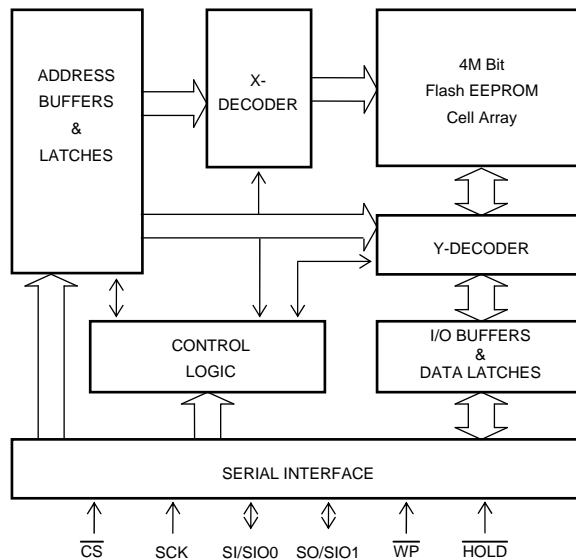 ADDRESS
BUFFERS
&
LATCHES
X-
DECODER
4M Bit
Flash EEPROM
Cell Array
Y-DECODER
CONTROL
LOGIC
I/O BUFFERS
&
DATA LATCHES
SERIAL INTERFACE
CS SCK SI/SIO0 SO/SIO1 WP HOLD